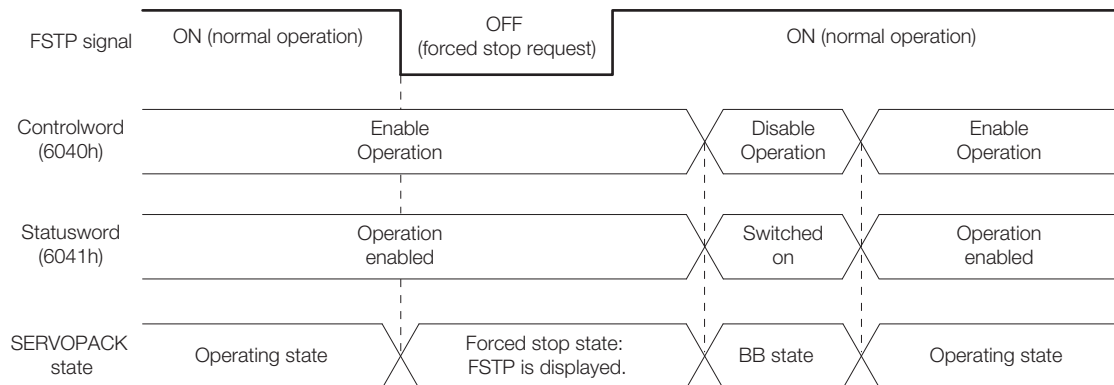 FSTP signal
ON (normal operation)
OFF
(forced stop request)
ON (normal operation)
Controlword
(6040h)
Enable
Operation
Disable
Operation
Enable
Operation
Statusword
(6041h)
Operation
enabled
Switched
on
Operation
enabled
SERVOPACK
state
Operating state
Forced stop state:
FSTP is displayed.
BB state
Operating state